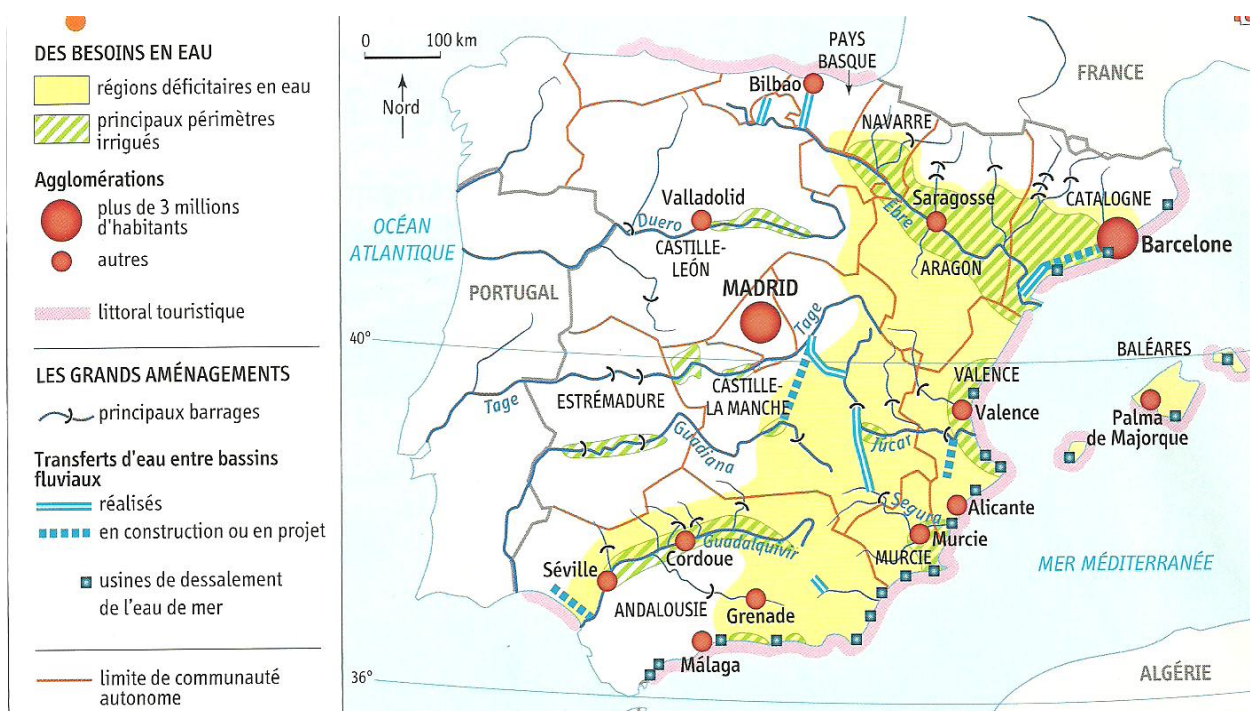 DES BESOINS EN EAU
régions déficitaires en eau
principaux périmètres
irrigués
Agglomérations
plus de 3 millions
d'habitants
autres
littoral touristique
LES GRANDS AMÉNAGEMENTS
principaux barrages
Transferts d'eau entre bassins
fluviaux
réalisés
en construction ou en projet
usines de dessalement
de l'eau de mer
limite de communauté
autonome
0 100 km
Nord
PAYS
BASQUE
FRANCE
Bilbao
NAVARRE
OCÉAN
ATLANTIQUE
Valladolid
Duero
CASTILLE-
LEÓN
Saragosse
Èbre
CATALOGNE
Barcelone
ARAGON
PORTUGAL
MADRID
Tage
40°
BALÉARES
Tage
ESTRÉMADURE
CASTILLE-
LA MANCHE
VALENCE
Valence
Palma
de Majorque
Guadiana
Júcar
Segura
Alicante
Murcie
MURCIE
Cordoue
Guadalquivir
Séville
ANDALOUSIE
Grenade
Málaga
MER MÉDITERRANÉE
36°
ALGÉRIE